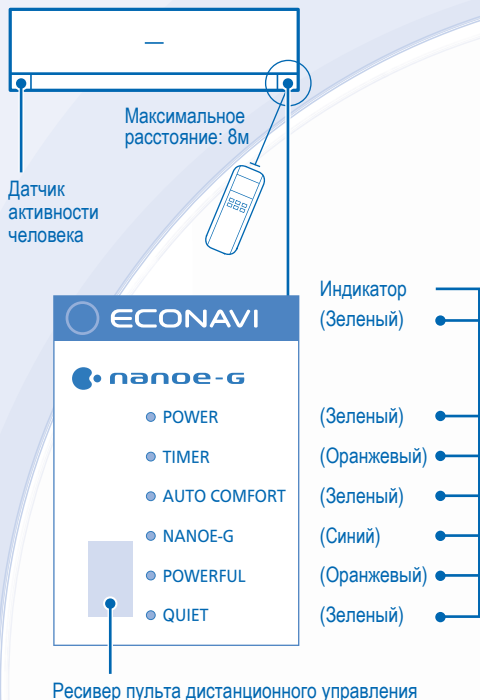 Максимальное
расстояние: 8м
Датчик
активности
человека
Индикатор
ECONAVI (Зеленый)
nanoe-G
POWER (Зеленый)
TIMER (Оранжевый)
AUTO COMFORT (Зеленый)
NANOE-G (Синий)
POWERFUL (Оранжевый)
QUIET (Зеленый)
Ресивер пульта дистанционного управления